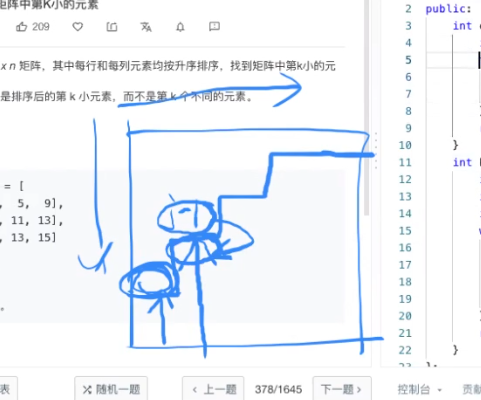 矩阵中第K小的元素
209
x n 矩阵，其中每行和每列元素均按升序排序，找到矩阵中第k小的元
是排序后的第 k 小元素，而不是第 k 个不同的元素。
= [
, 5, 9],
, 11, 13],
, 13, 15]
。
表
随机一题
< 上一题
378/1645
下一题 >
控制台
贡献
2 public:
3 int
4
5
6
7
8
9
10 }
11 int
12
13
14
15
16
17
18
19
20
21
22 }
23 };